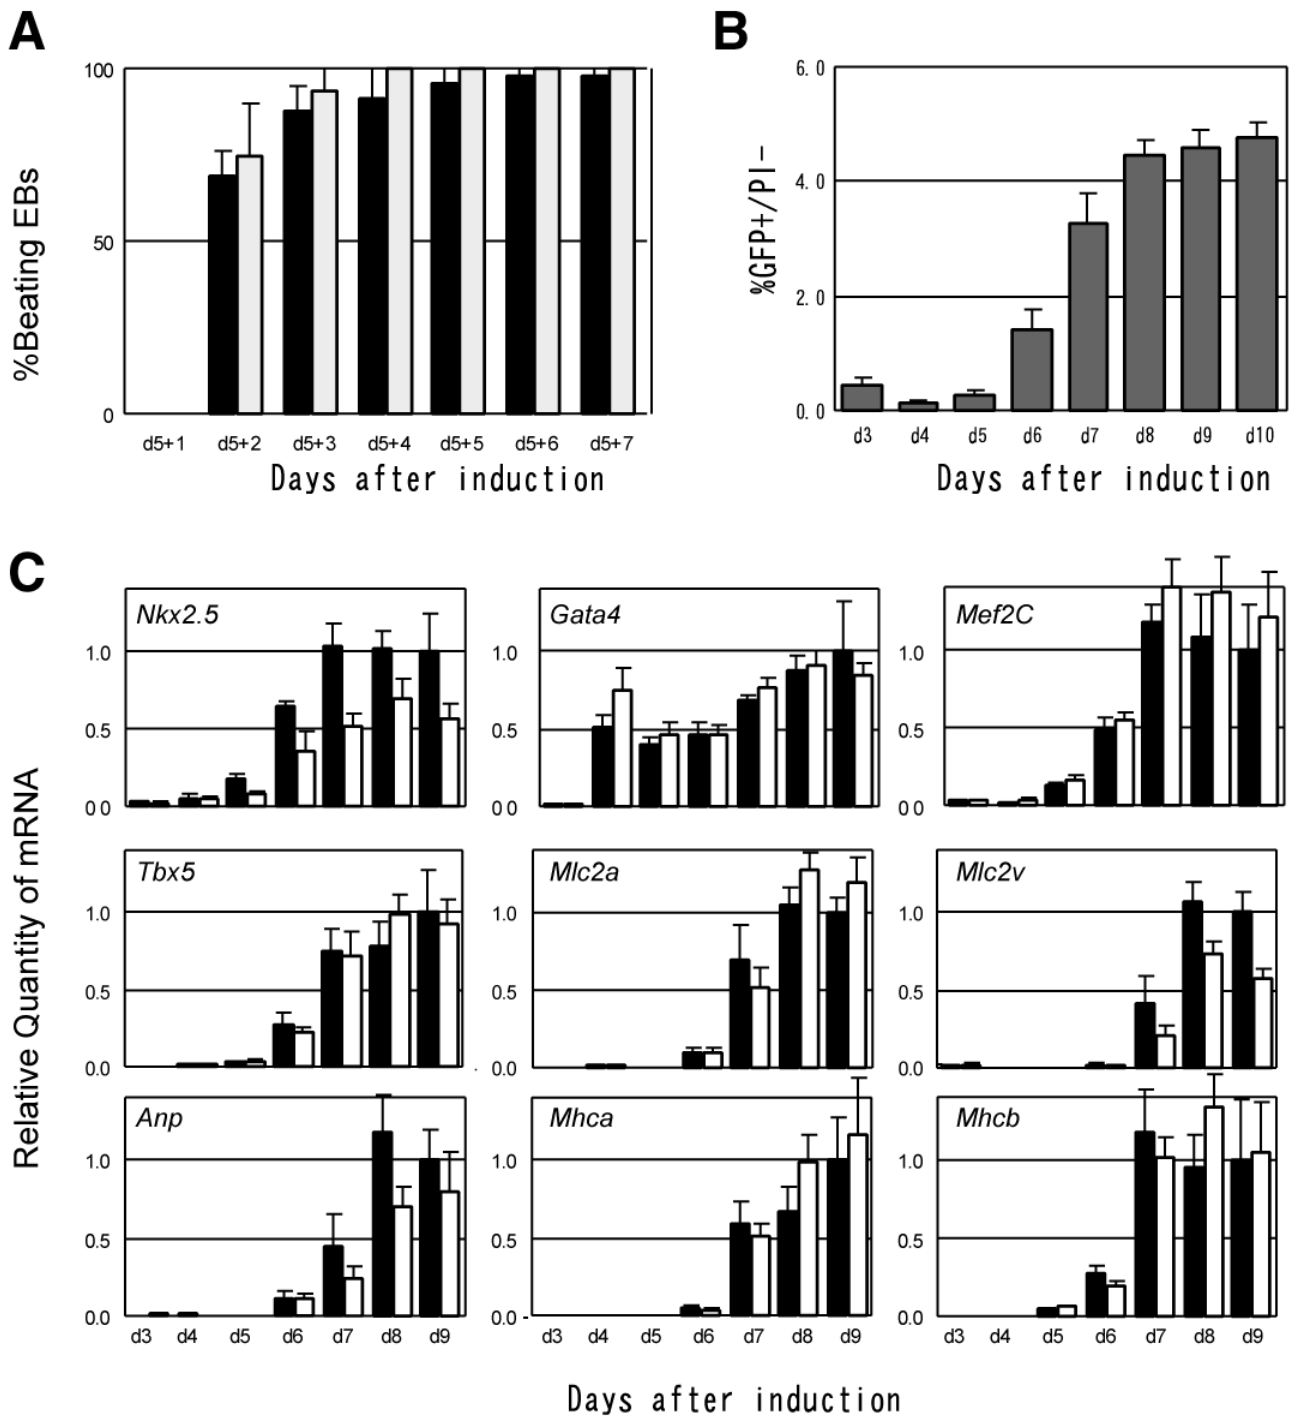 A
100
50
0
%Beating EBs
d5+1 d5+2 d5+3 d5+4 d5+5 d5+6 d5+7
Days after induction
B
6.0
4.0
2.0
0.0
%GFP+/PI−
d3 d4 d5 d6 d7 d8 d9 d10
Days after induction
C
Relative Quantity of mRNA
Nkx2.5
1.0
0.5
0 0
Gata4
1.0
0.5
0 0
Mef2C
1.0
0.5
0 0
Tbx5
1.0
0.5
0.0
Mlc2a
1.0
0.5
0.0
Mlc2v
1.0
0.5
0.0
Anp
1.0
0.5
0.0
d3 d4 d5 d6 d7 d8 d9
Mhca
1.0
0.5
0.0
d3 d4 d5 d6 d7 d8 d9
Mhcb
1.0
0.5
0.0
d3 d4 d5 d6 d7 d8 d9
Days after induction